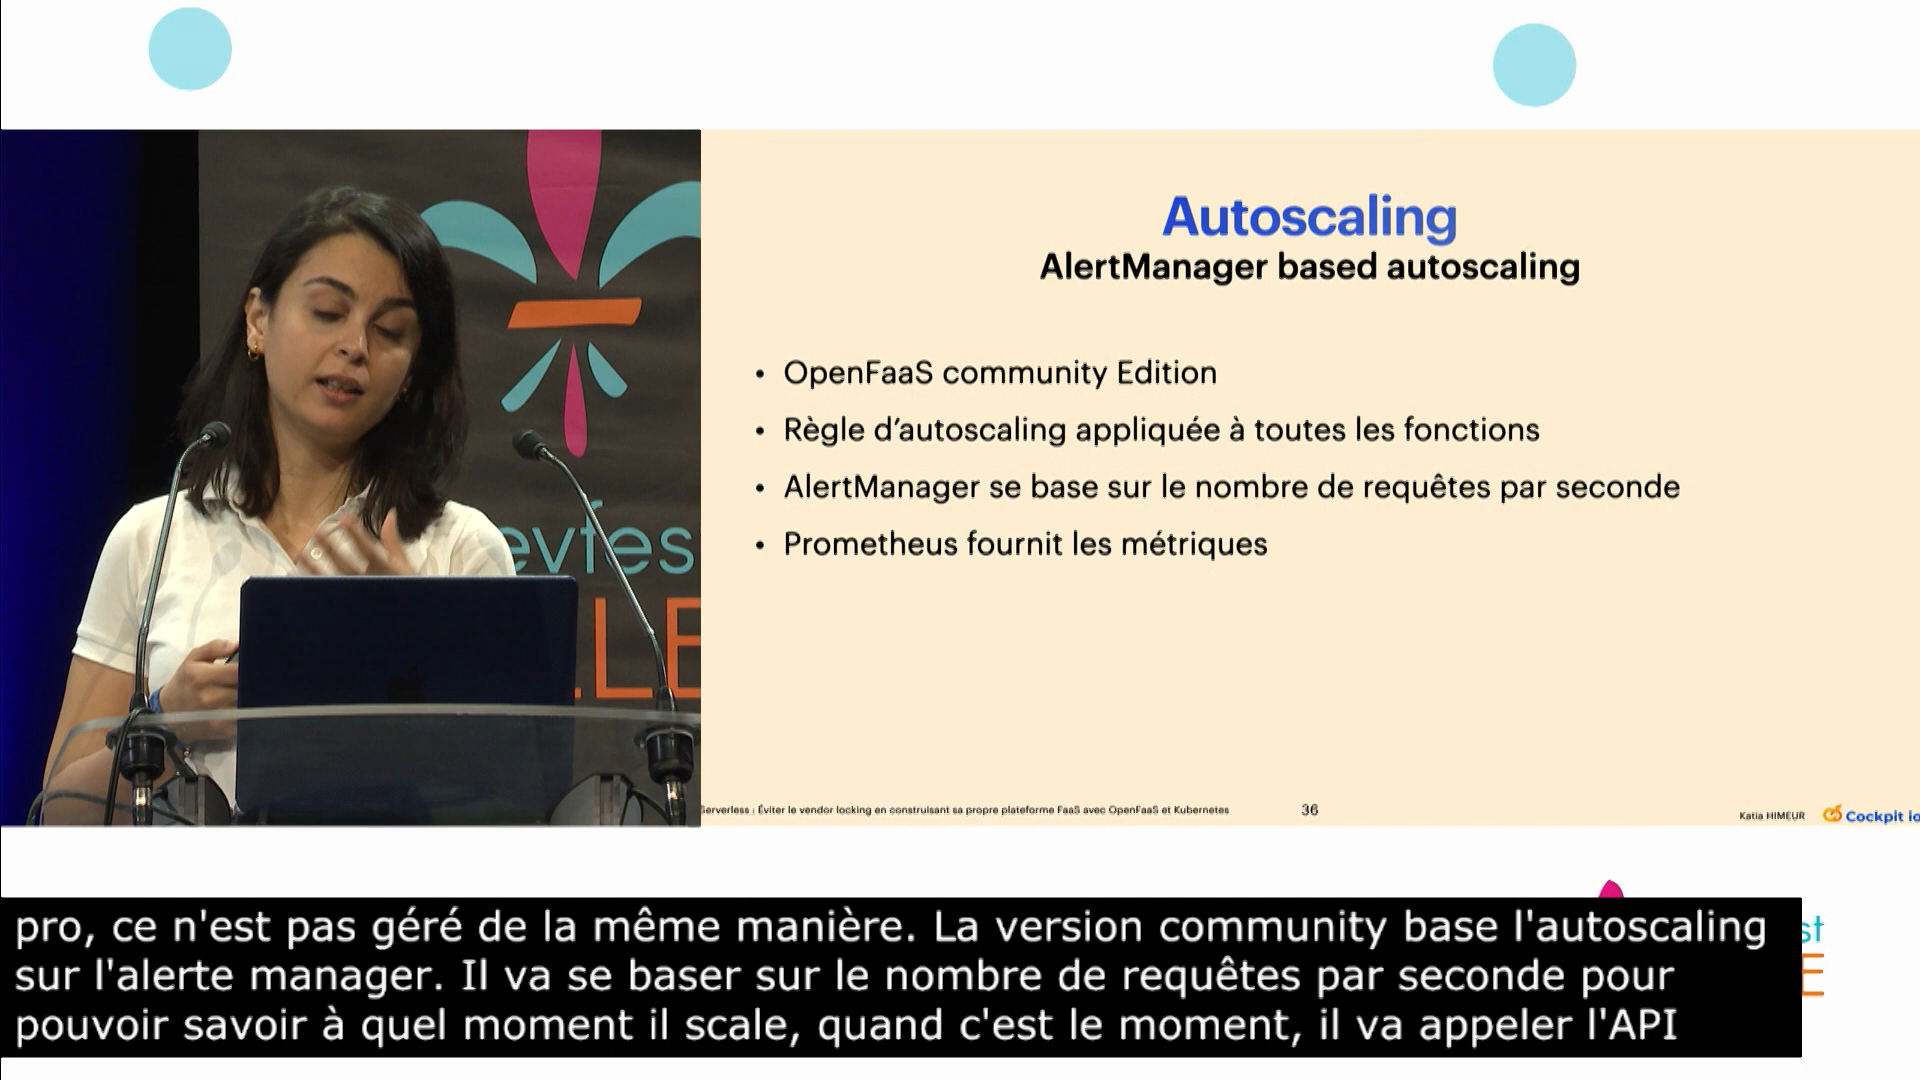 Autoscaling
AlertManager based autoscaling
• OpenFaaS community Edition
• Règle d'autoscaling appliquée à toutes les fonctions
• AlertManager se base sur le nombre de requêtes par seconde
• Prometheus fournit les métriques
evfes
LLE
Serverless : Éviter le vendor locking en construisant sa propre plateforme FaaS avec OpenFaaS et Kubernetes
36
Katia HIMEUR
Cockpit io
pro, ce n'est pas géré de la même manière. La version community base l'autoscaling
sur l'alerte manager. Il va se baser sur le nombre de requêtes par seconde pour
pouvoir savoir à quel moment il scale, quand c'est le moment, il va appeler l'API
st
E